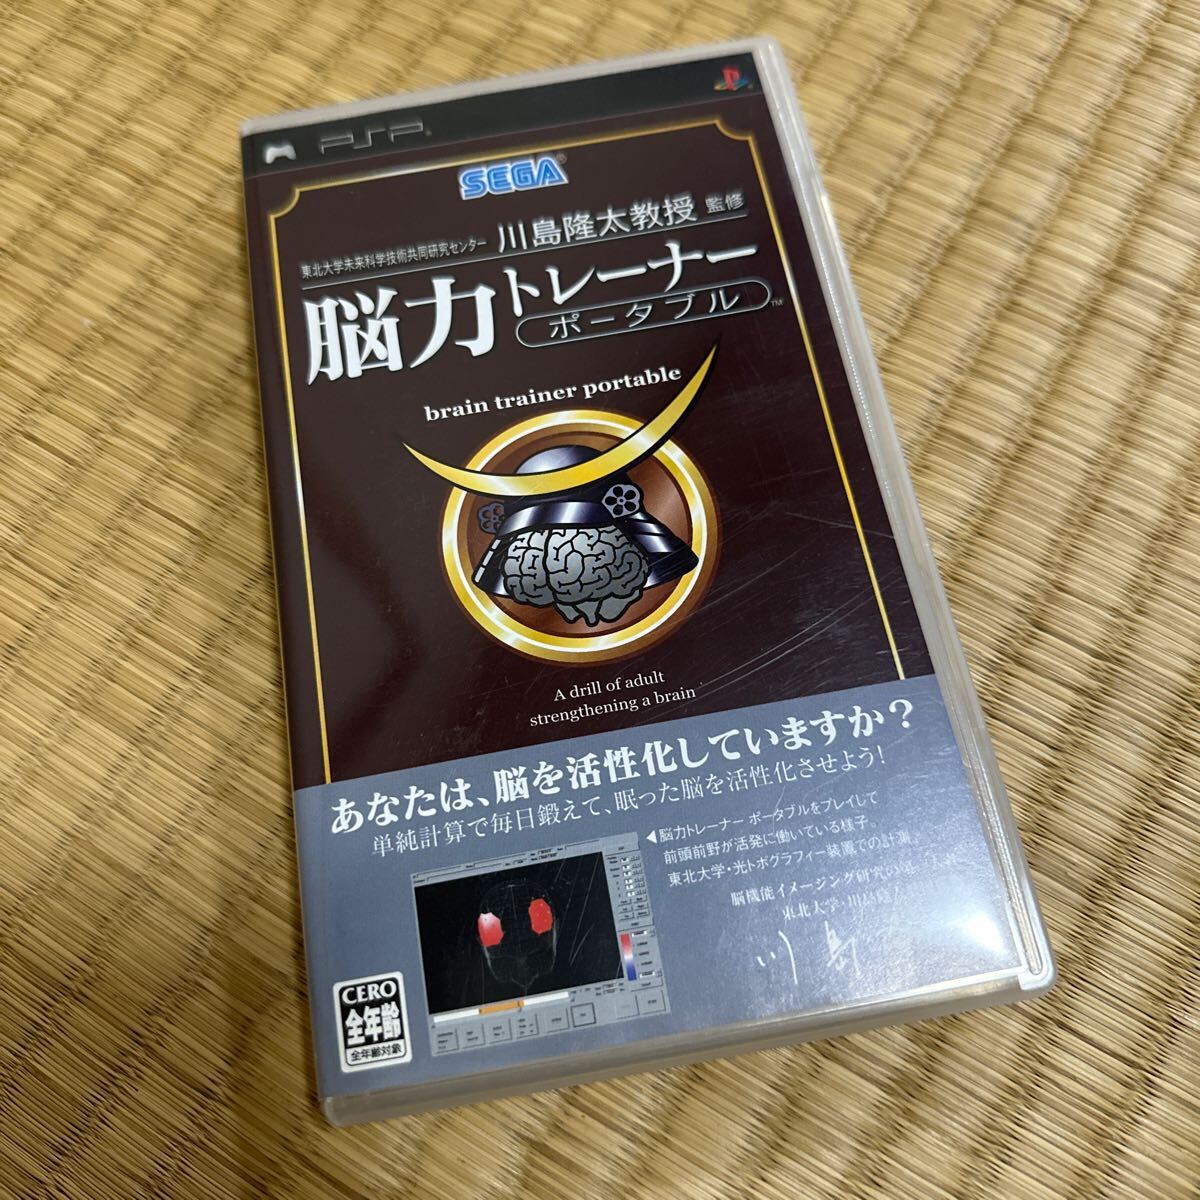 PSP
SEGA
東北大学未来科学技術共同研究センター 川島隆太教授 監修
脳力トレーナー
ポータブル™
brain trainer portable
A drill of adult
strengthening a brain
あなたは、脳を活性化していますか?
単純計算で毎日鍛えて、眠った脳を活性化させよう!
◀脳力トレーナー ポータブルをプレイして
前頭前野が活発に働いている様子。
東北大学・光トポグラフィー装置での計測
脳機能イメージング研究の
東北大学・川島
川島
CERO
全年齢
全年齢対象